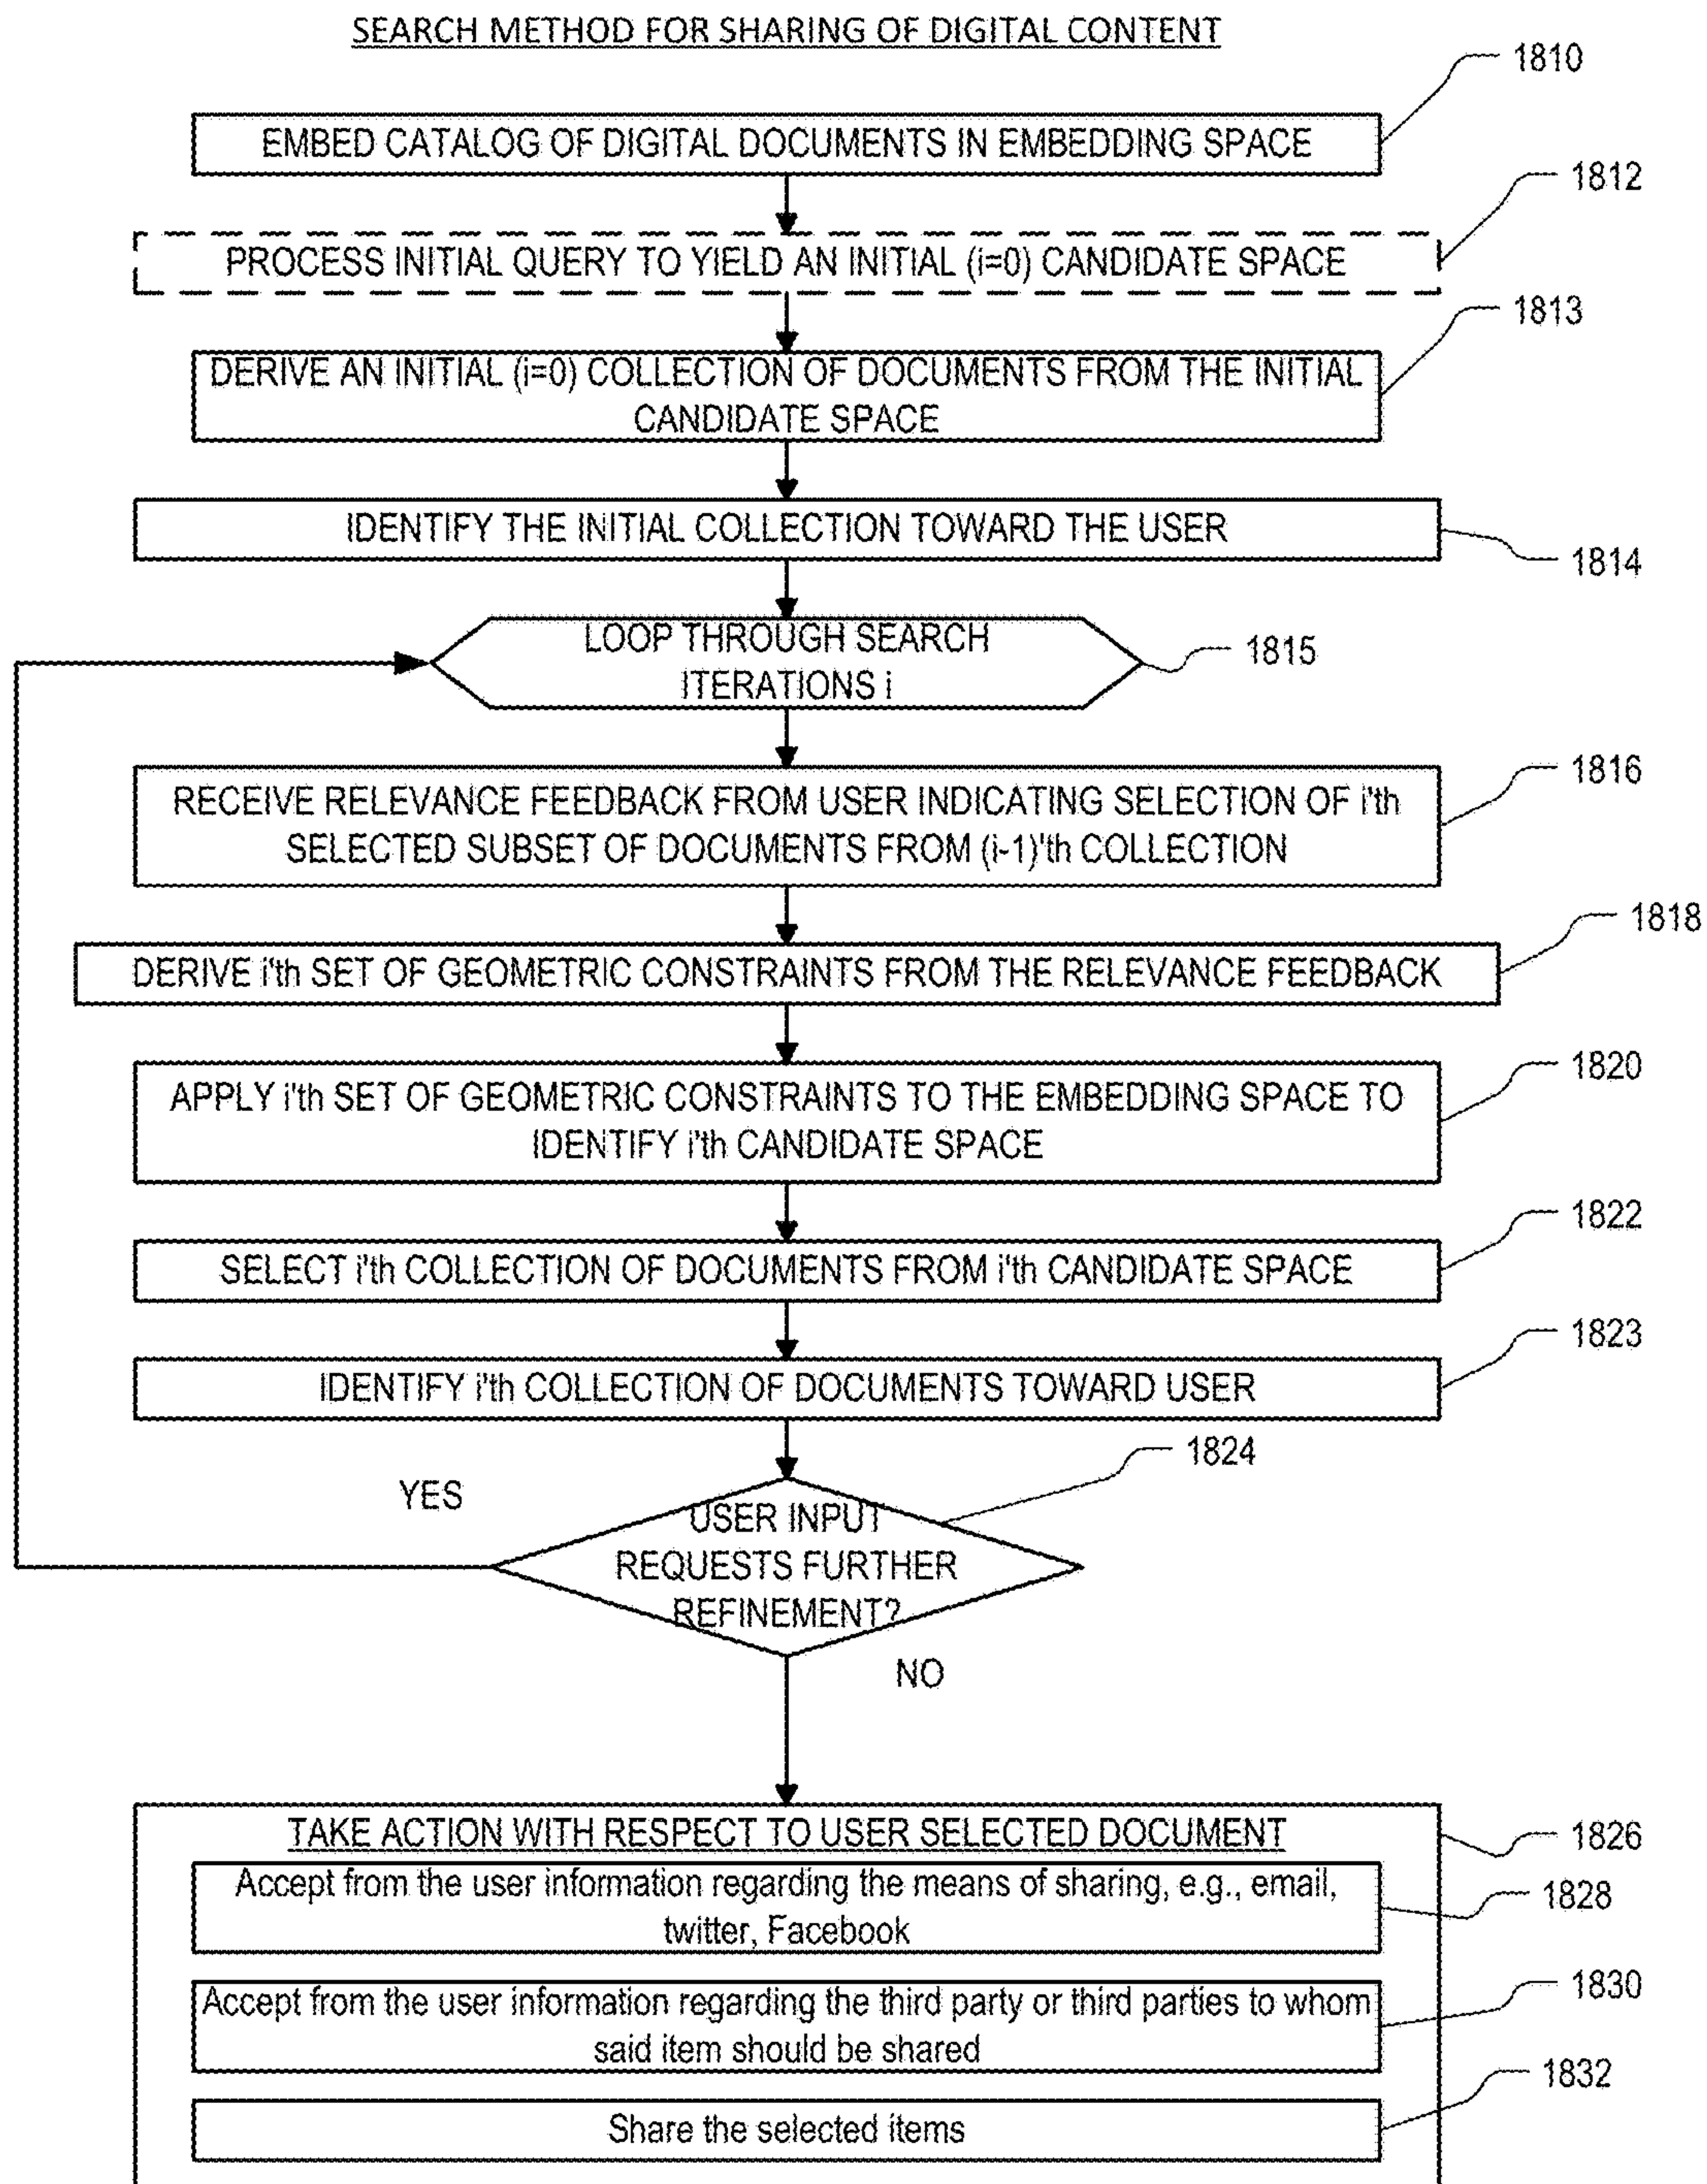 SEARCH METHOD FOR SHARING OF DIGITAL CONTENT
1810
EMBED CATALOG OF DIGITAL DOCUMENTS IN EMBEDDING SPACE
1812
PROCESS INITIAL QUERY TO YIELD AN INITIAL (i=0) CANDIDATE SPACE
1813
DERIVE AN INITIAL (i=0) COLLECTION OF DOCUMENTS FROM THE INITIAL
CANDIDATE SPACE
IDENTIFY THE INITIAL COLLECTION TOWARD THE USER
1814
LOOP THROUGH SEARCH
ITERATIONS i
1815
1816
RECEIVE RELEVANCE FEEDBACK FROM USER INDICATING SELECTION OF i'th
SELECTED SUBSET OF DOCUMENTS FROM (i-1)'th COLLECTION
1818
DERIVE i'th SET OF GEOMETRIC CONSTRAINTS FROM THE RELEVANCE FEEDBACK
1820
APPLY i'th SET OF GEOMETRIC CONSTRAINTS TO THE EMBEDDING SPACE TO
IDENTIFY i'th CANDIDATE SPACE
1822
SELECT i'th COLLECTION OF DOCUMENTS FROM i'th CANDIDATE SPACE
1823
IDENTIFY i'th COLLECTION OF DOCUMENTS TOWARD USER
1824
YES
USER INPUT
REQUESTS FURTHER
REFINEMENT?
NO
TAKE ACTION WITH RESPECT TO USER SELECTED DOCUMENT
1826
Accept from the user information regarding the means of sharing, e.g., email,
twitter, Facebook
1828
1830
Accept from the user information regarding the third party or third parties to whom
said item should be shared
1832
Share the selected items